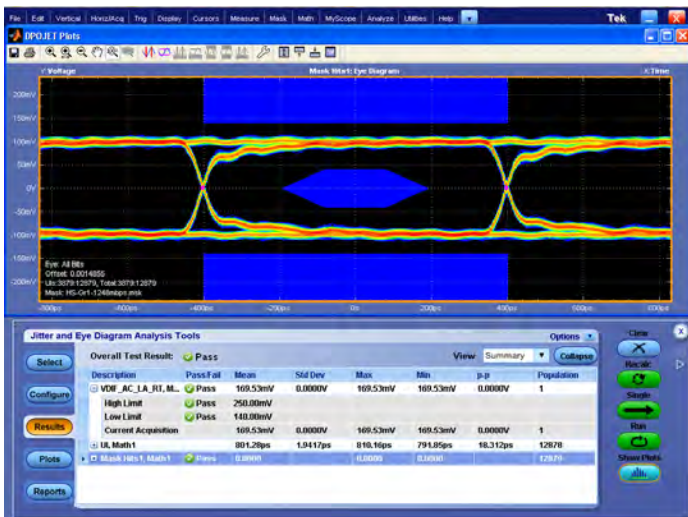 File Edit Vertical Horiz/Acq Trig Display Cursors Measure Mask Math MyScope Analyze Utilities Help Tek
DPOJET Plots
Y: Voltage Mask Hits1: Eye Diagram X:Time
200mV
150mV
100mV
50mV
0V
-50mV
-100mV
-150mV
-200mV
Eye: All Bits
Offset: 0.0014855
UIs:3879:12879, Total:3879:12879
Mask: HS-Gr1-1248mbps.msk
-800ps -600ps -400ps -200ps 0s 200ps 400ps 600ps 800ps
Jitter and Eye Diagram Analysis Tools Options Clear X
Select Overall Test Result: Pass View Summary Collapse
Recalc
Description Pass/Fail Mean Std Dev Max Min p-p Population
VDIF_AC_LA_RT, M... Pass 169.53mV 0.0000V 169.53mV 169.53mV 0.0000V 1
Configure High Limit Pass 250.00mV Single
Low Limit Pass 140.00mV
Results Current Acquisition 169.53mV 0.0000V 169.53mV 169.53mV 0.0000V 1 Run
UI, Math1 801.28ps 1.9417ps 810.16ps 791.85ps 18.312ps 12878
Plots Mask Hits1, Math1 Pass 0.0000 0.0000 0.0000 12879 Show Plots
Reports